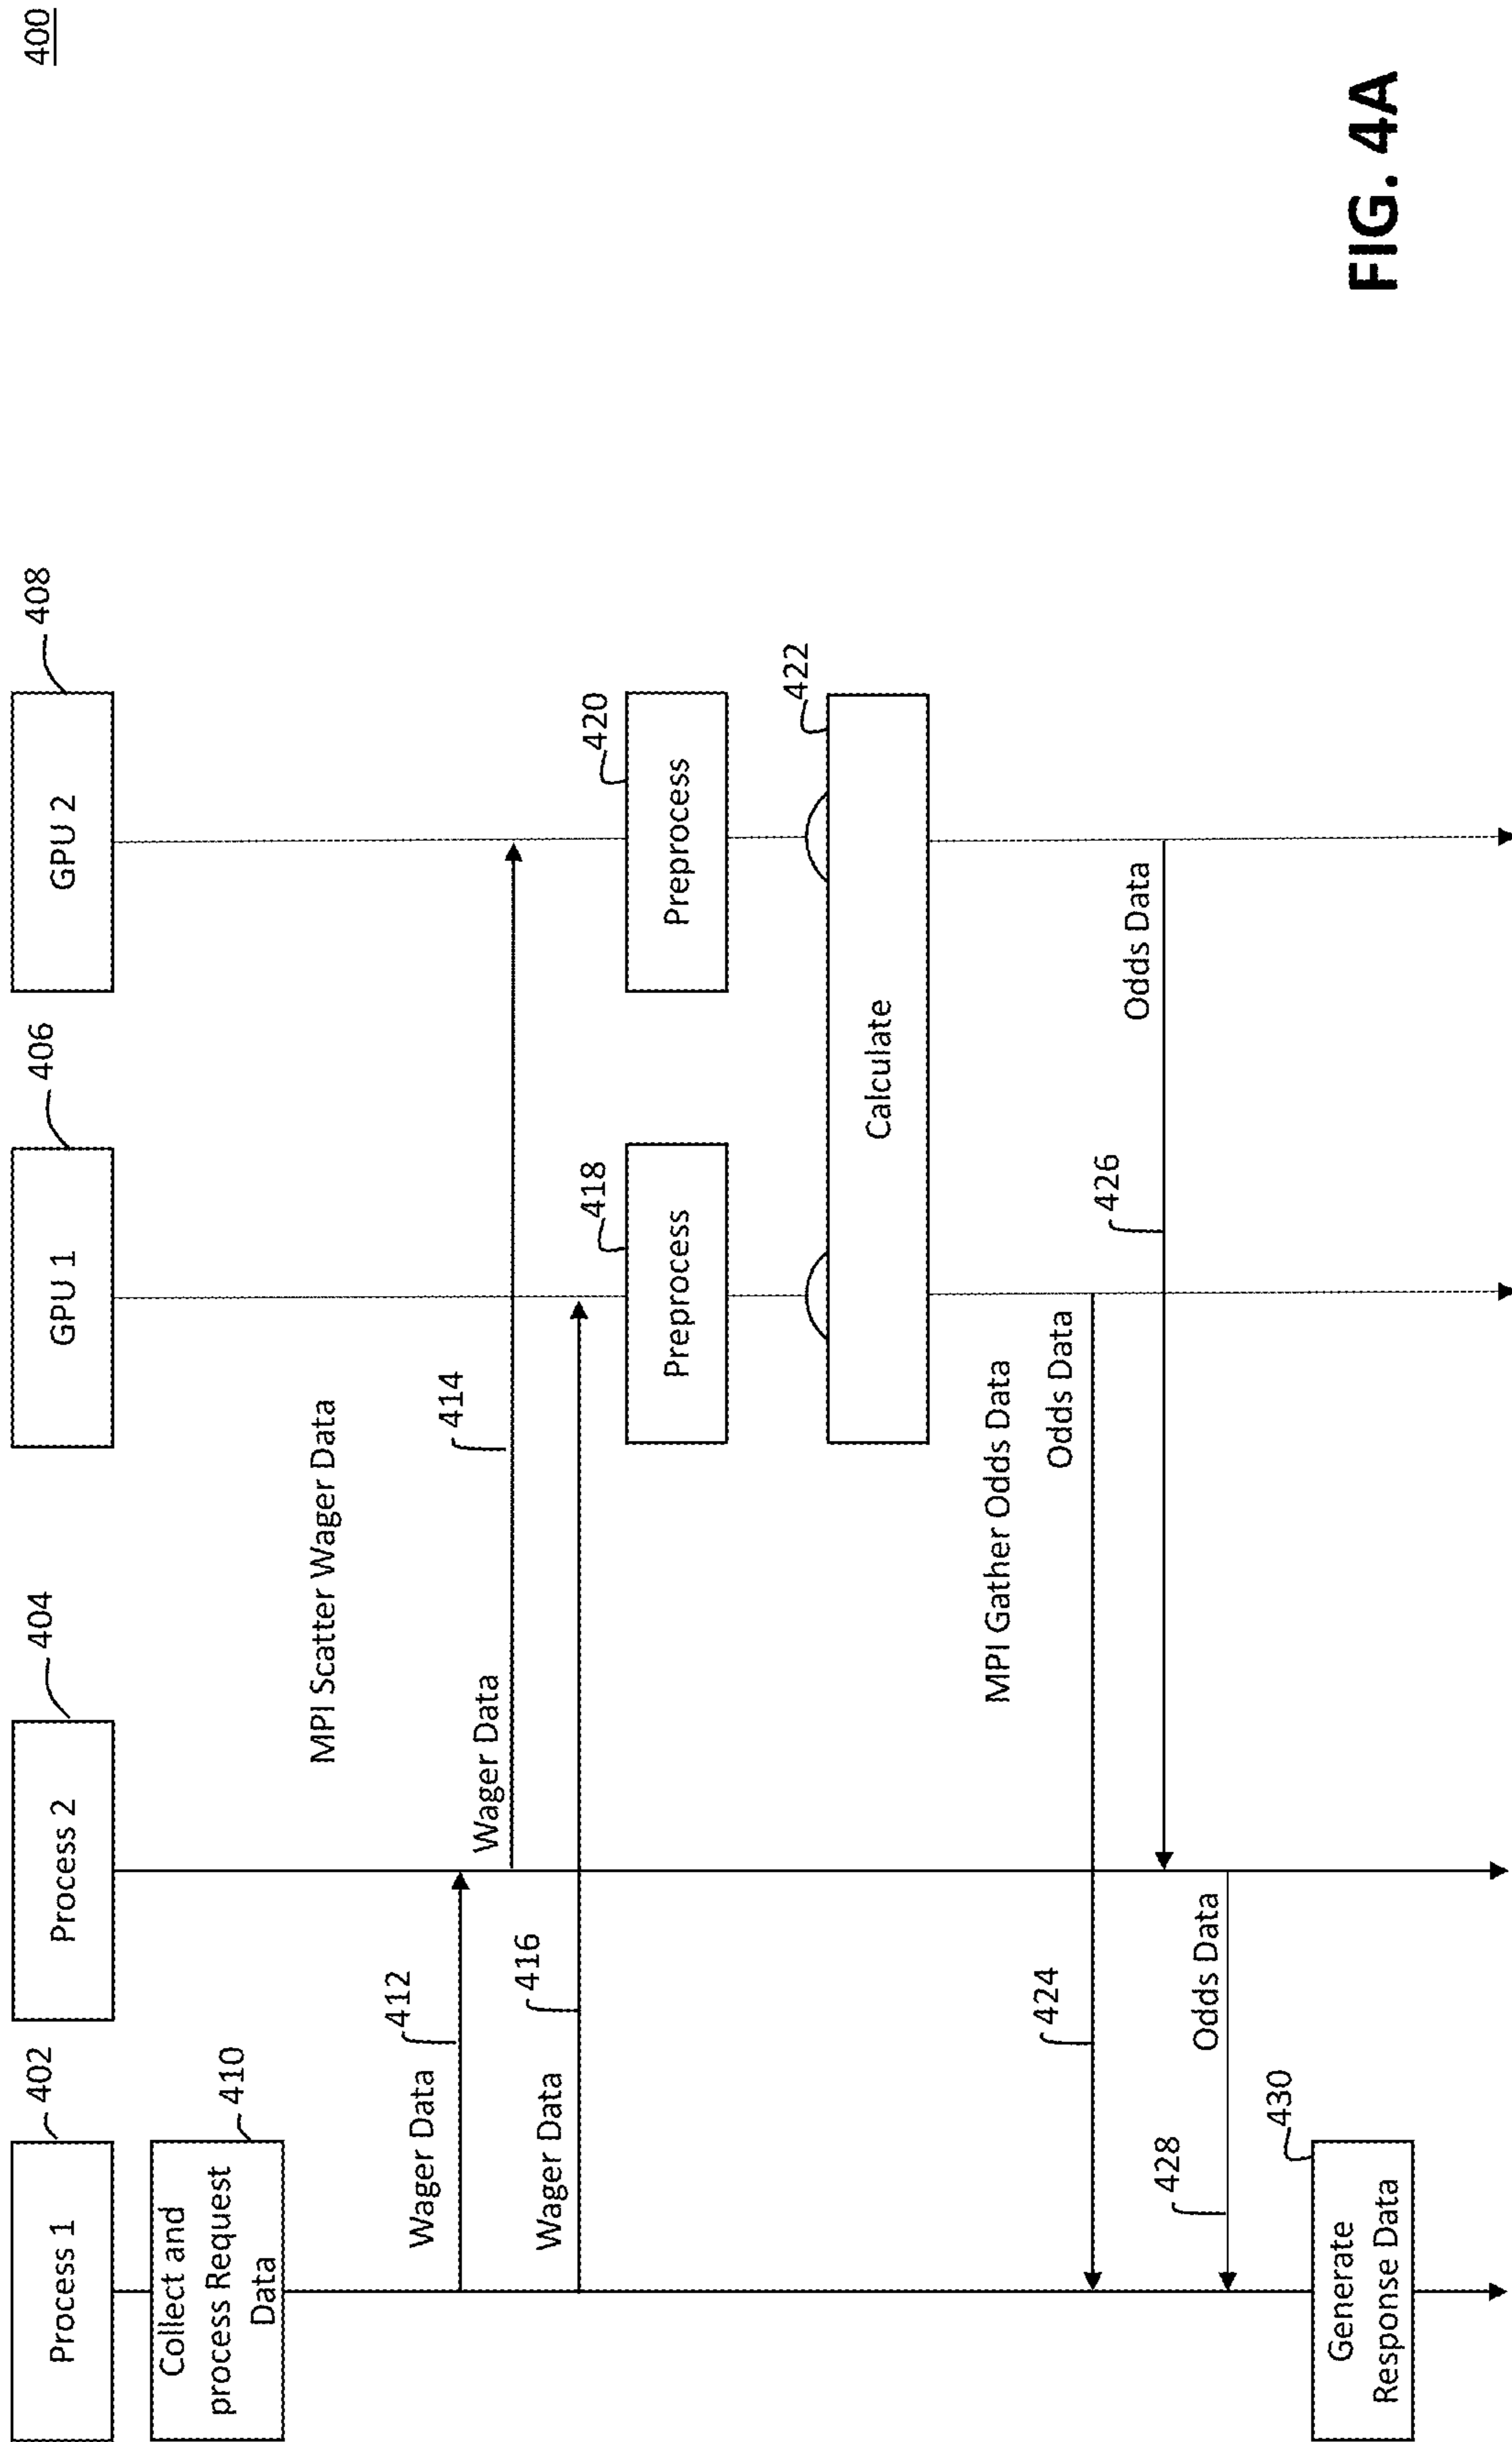 400
Process 1
402
Process 2
404
GPU 1
406
GPU 2
408
Collect and
process Request
Data
410
MPI Scatter Wager Data
Wager Data
412
Wager Data
414
Wager Data
416
Preprocess
418
Preprocess
420
Calculate
422
MPI Gather Odds Data
Odds Data
424
Odds Data
426
Odds Data
428
Generate
Response Data
430
FIG. 4A